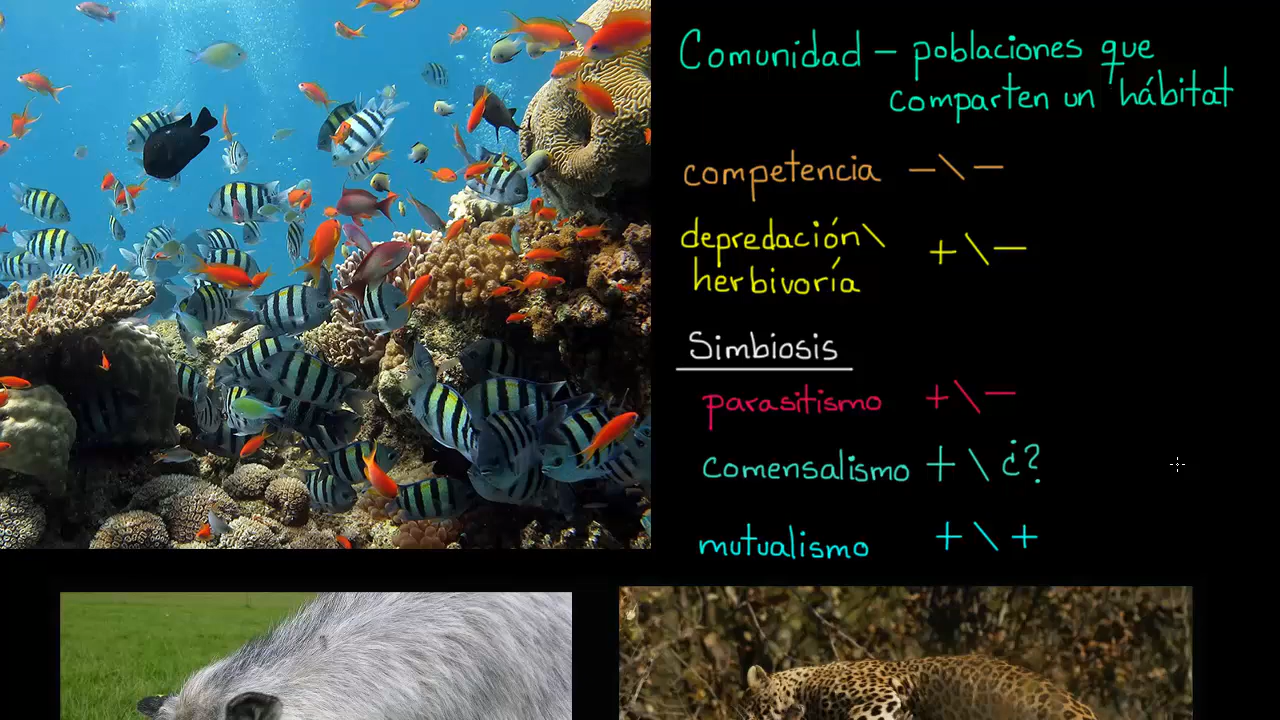 Comunidad — poblaciones que
comparten un hábitat
competencia — \ —
depredación\
herbivoría + \ —
Simbiosis
parasitismo + \ —
comensalismo + \ ¿?
mutualismo + \ +